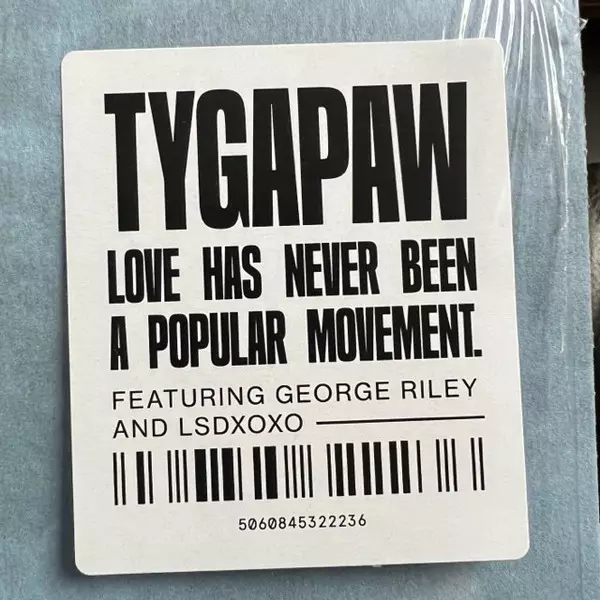 TYGAPAW
LOVE HAS NEVER BEEN
A POPULAR MOVEMENT.
FEATURING GEORGE RILEY
AND LSDXOXO
5060845322236